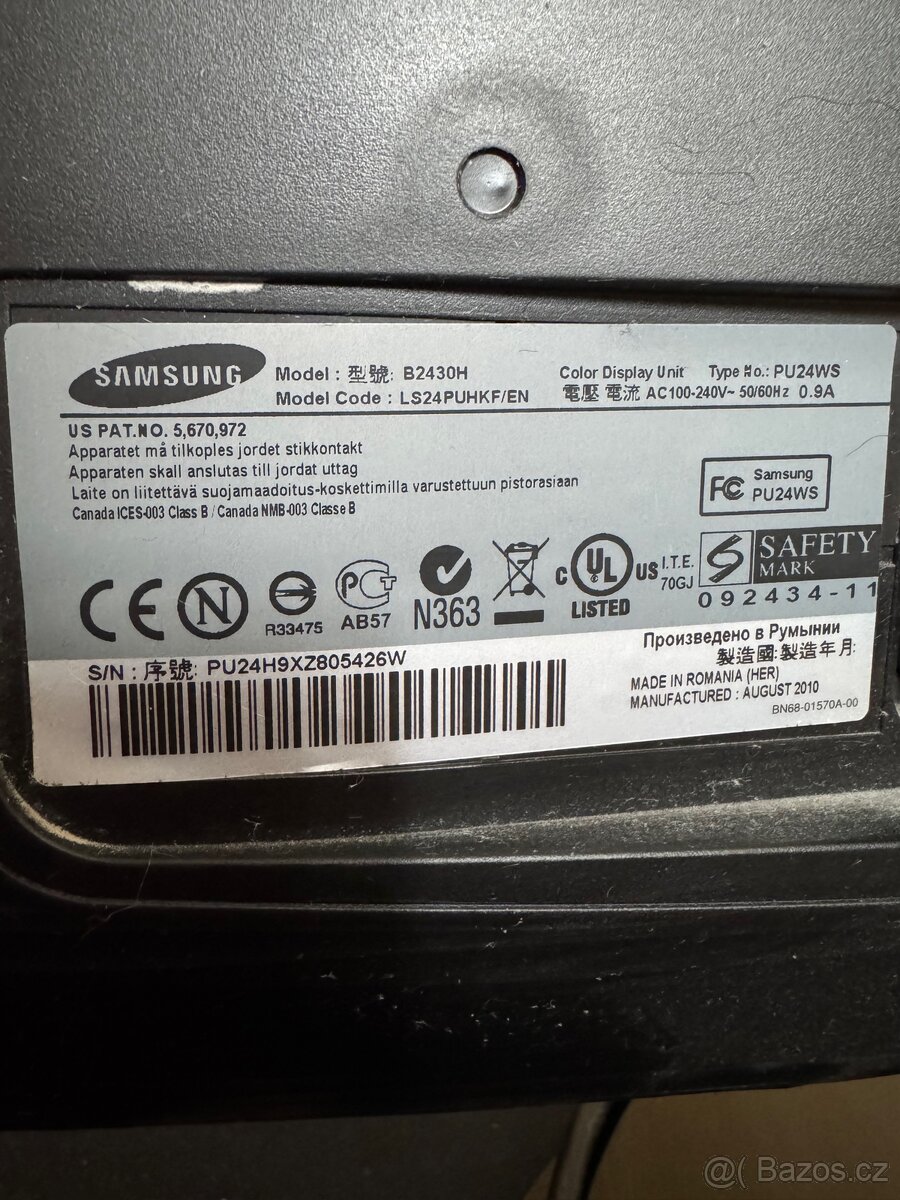 SAMSUNG
Model : 型號: B2430H
Model Code : LS24PUHKF/EN
Color Display Unit Type No.: PU24WS
電壓 電流 AC100-240V~ 50/60Hz 0.9A
US PAT.NO. 5,670,972
Apparatet må tilkoples jordet stikkontakt
Apparaten skall anslutas till jordat uttag
Laite on liitettävä suojamaadoitus-koskettimilla varustettuun pistorasiaan
Canada ICES-003 Class B / Canada NMB-003 Classe B
FC Samsung
PU24WS
CE N R33475 PCT AB57 N363
C UL US LISTED
I.T.E.
70GJ
S SAFETY
MARK
092434-11
S/N : 序號: PU24H9XZ805426W
Произведено в Румынии
製造國:製造年月:
MADE IN ROMANIA (HER)
MANUFACTURED : AUGUST 2010
BN68-01570A-00
@( Bazos.cz